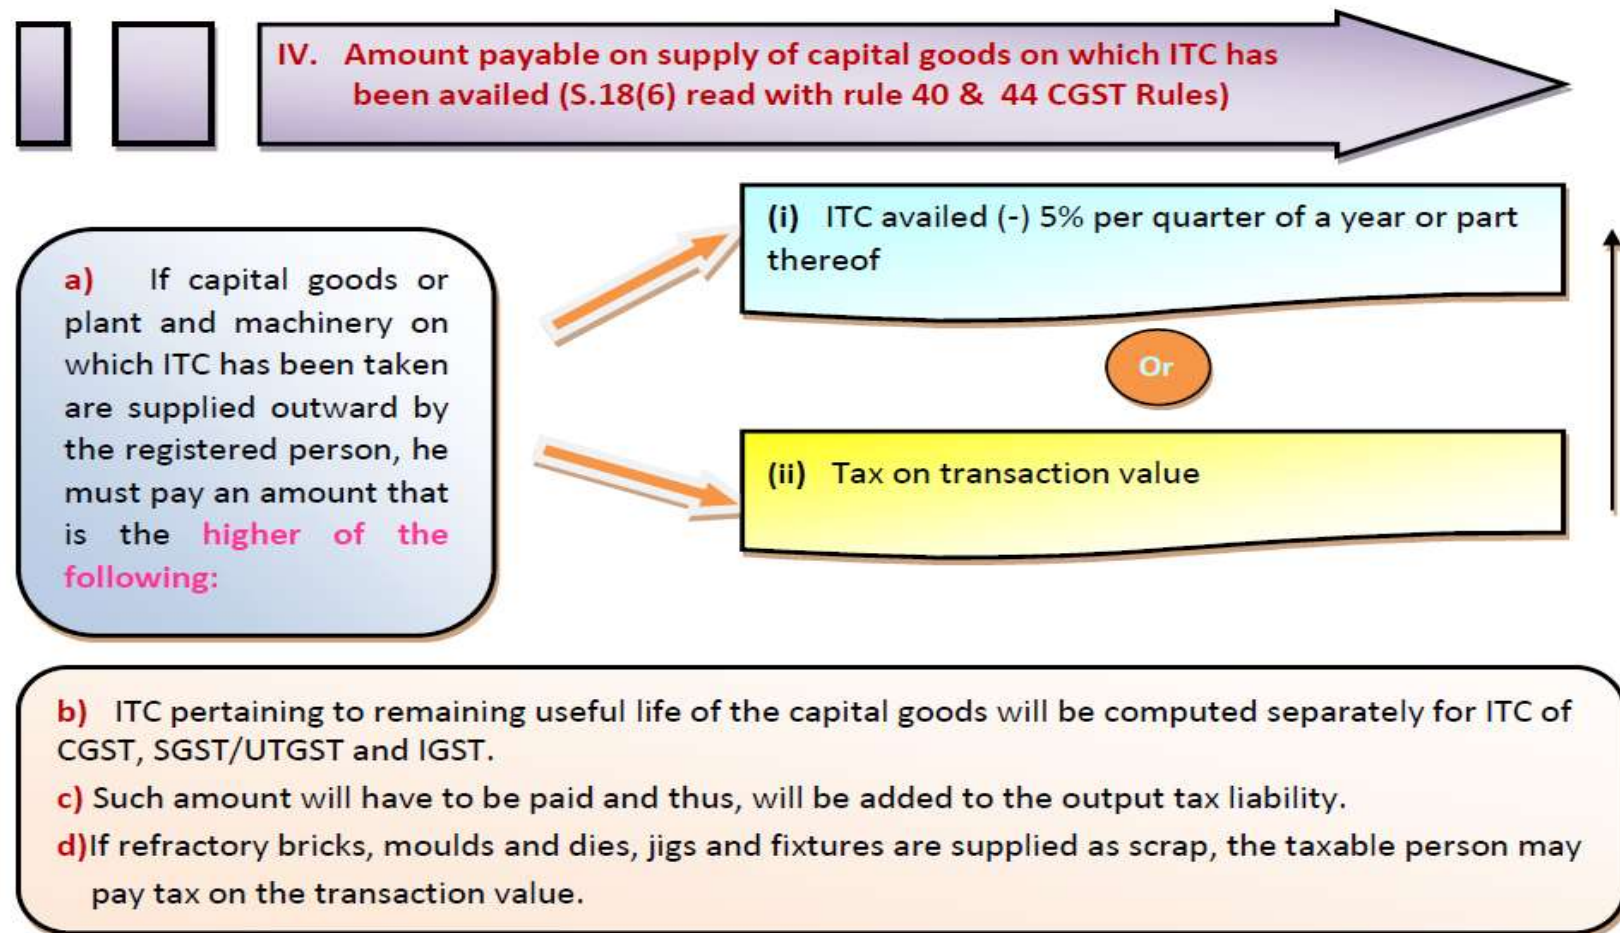 IV. Amount payable on supply of capital goods on which ITC has
been availed (S.18(6) read with rule 40 & 44 CGST Rules)
a) If capital goods or
plant and machinery on
which ITC has been taken
are supplied outward by
the registered person, he
must pay an amount that
is the higher of the
following:
(i) ITC availed (-) 5% per quarter of a year or part
thereof
Or
(ii) Tax on transaction value
b) ITC pertaining to remaining useful life of the capital goods will be computed separately for ITC of
CGST, SGST/UTGST and IGST.
c) Such amount will have to be paid and thus, will be added to the output tax liability.
d)If refractory bricks, moulds and dies, jigs and fixtures are supplied as scrap, the taxable person may
pay tax on the transaction value.